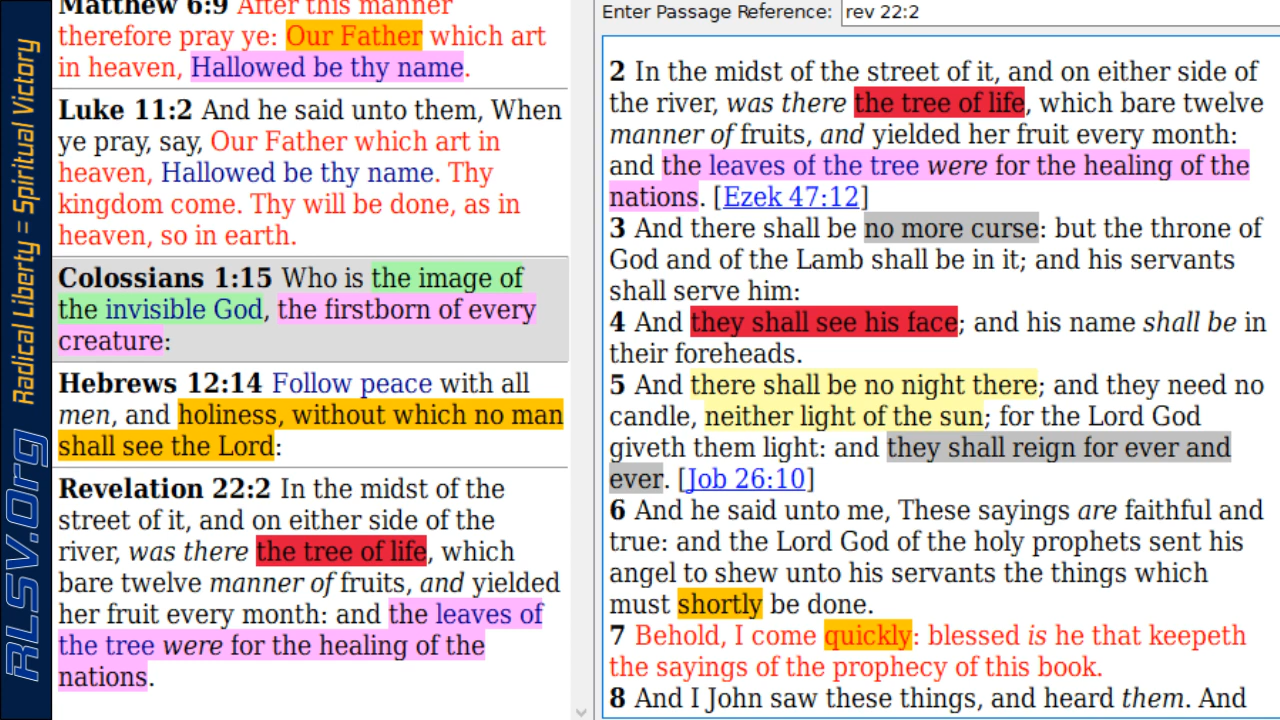 RLSV.Org Radical Liberty = Spiritual Victory
Matthew 6:9 After this manner
therefore pray ye: Our Father which art
in heaven, Hallowed be thy name.
Luke 11:2 And he said unto them, When
ye pray, say, Our Father which art in
heaven, Hallowed be thy name. Thy
kingdom come. Thy will be done, as in
heaven, so in earth.
Colossians 1:15 Who is the image of
the invisible God, the firstborn of every
creature:
Hebrews 12:14 Follow peace with all
men, and holiness, without which no man
shall see the Lord:
Revelation 22:2 In the midst of the
street of it, and on either side of the
river, was there the tree of life, which
bare twelve manner of fruits, and yielded
her fruit every month: and the leaves of
the tree were for the healing of the
nations.
Enter Passage Reference: rev 22:2
2 In the midst of the street of it, and on either side of
the river, was there the tree of life, which bare twelve
manner of fruits, and yielded her fruit every month:
and the leaves of the tree were for the healing of the
nations. [Ezek 47:12]
3 And there shall be no more curse: but the throne of
God and of the Lamb shall be in it; and his servants
shall serve him:
4 And they shall see his face; and his name shall be in
their foreheads.
5 And there shall be no night there; and they need no
candle, neither light of the sun; for the Lord God
giveth them light: and they shall reign for ever and
ever. [Job 26:10]
6 And he said unto me, These sayings are faithful and
true: and the Lord God of the holy prophets sent his
angel to shew unto his servants the things which
must shortly be done.
7 Behold, I come quickly: blessed is he that keepeth
the sayings of the prophecy of this book.
8 And I John saw these things, and heard them. And